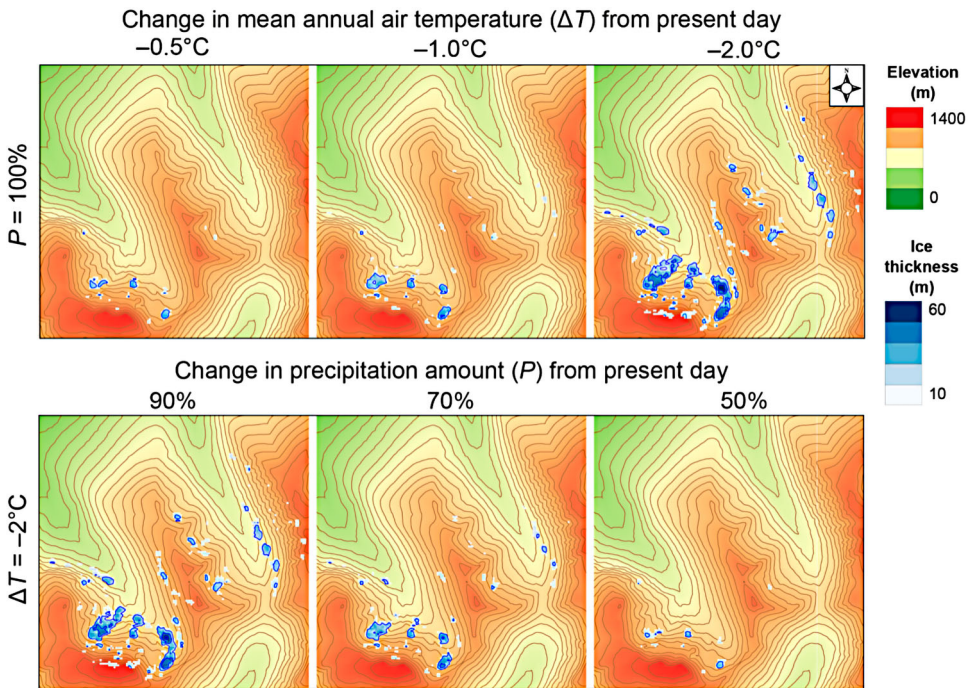 Change in mean annual air temperature (ΔT) from present day
–0.5°C
–1.0°C
–2.0°C
P = 100%
N
Elevation
(m)
1400
0
Ice
thickness
(m)
60
10
Change in precipitation amount (P) from present day
90%
70%
50%
ΔT = –2°C